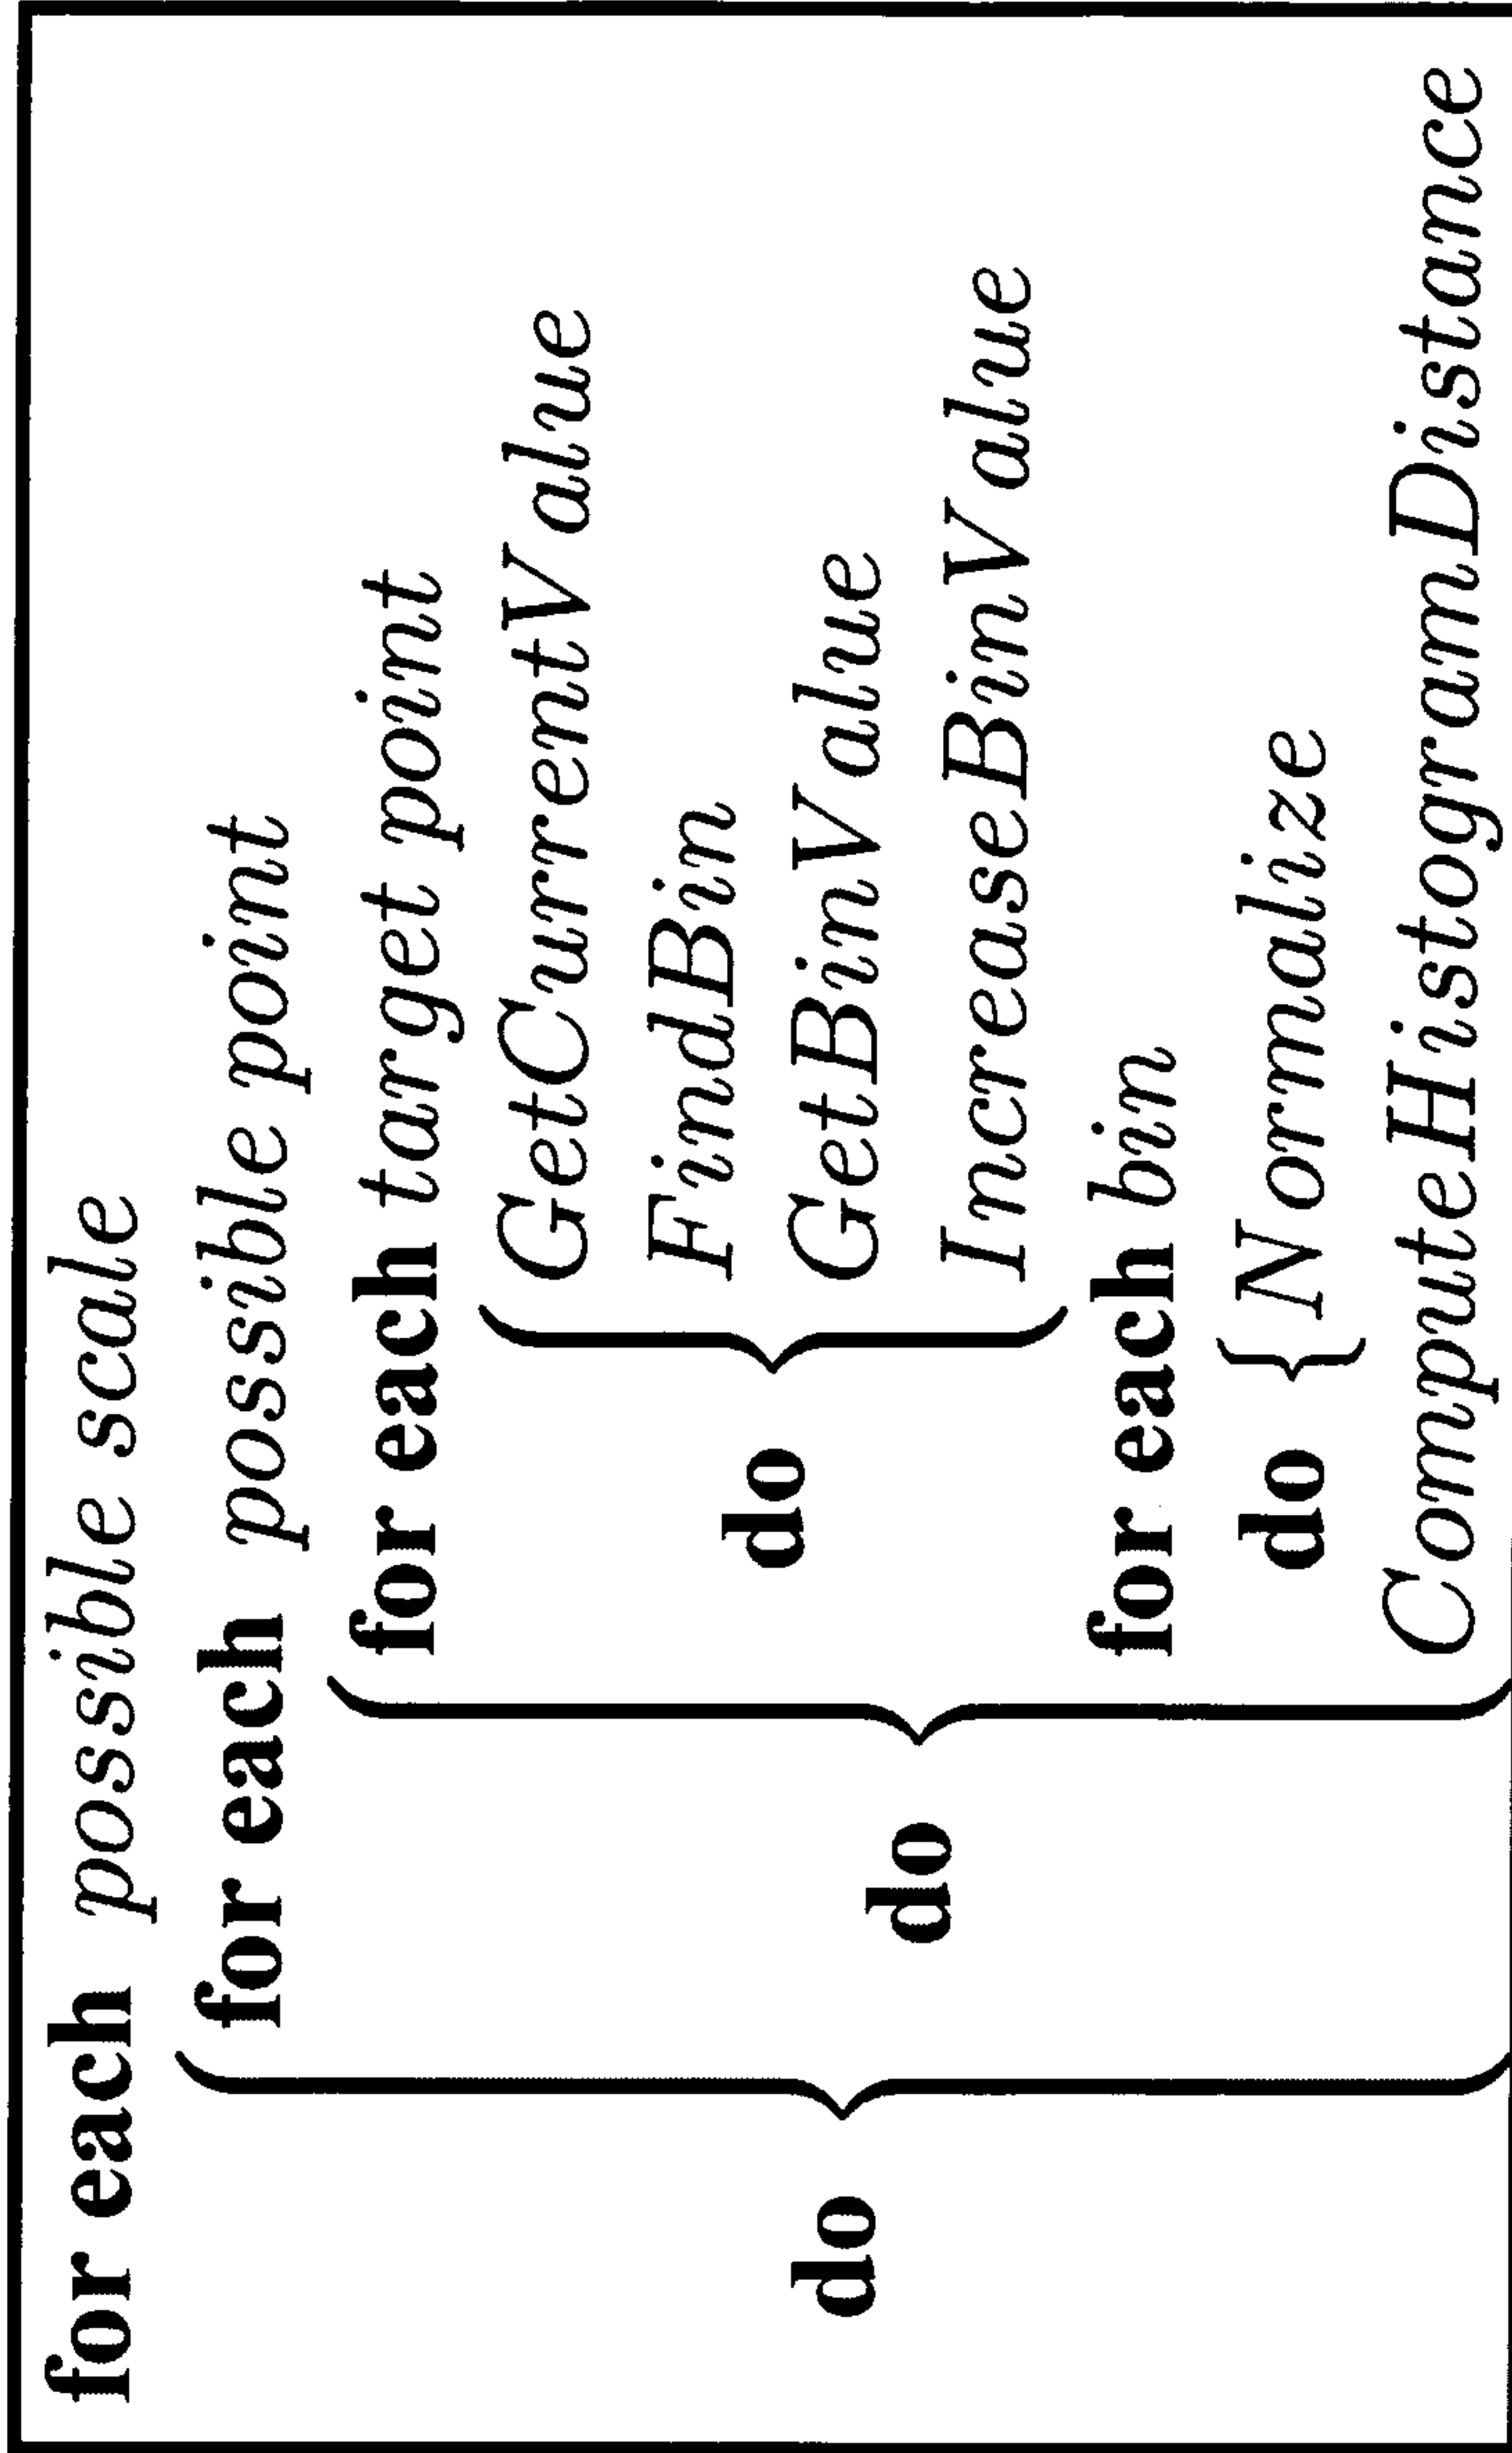 for each possible scale
for each possible point
for each target point
GetCurrentValue
FindBin
do
GetBinValue
do
IncreaseBinValue
do
for each bin
do { Normalize
ComputeHistogramDistance